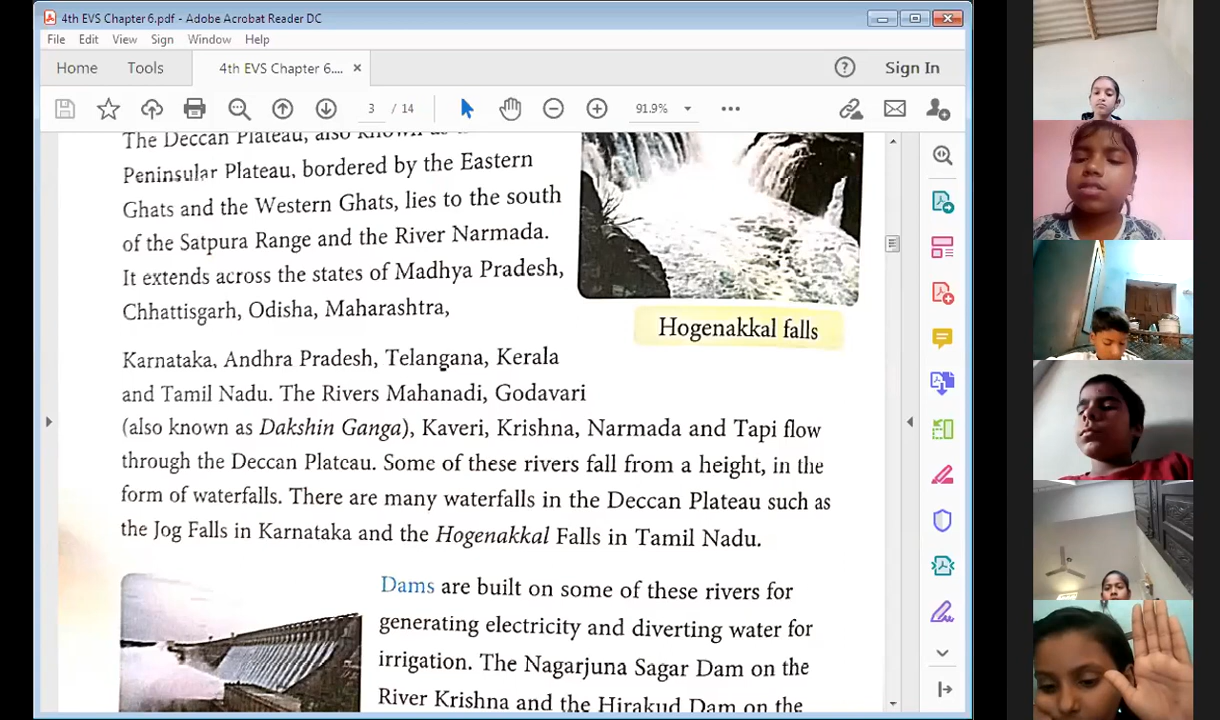 4th EVS Chapter 6.pdf - Adobe Acrobat Reader DC
File Edit View Sign Window Help
Home Tools 4th EVS Chapter 6.... × Sign In
3 / 14 91.9%
The Deccan Plateau, also known as
Peninsular Plateau, bordered by the Eastern
Ghats and the Western Ghats, lies to the south
of the Satpura Range and the River Narmada.
It extends across the states of Madhya Pradesh,
Chhattisgarh, Odisha, Maharashtra,
Hogenakkal falls
Karnataka, Andhra Pradesh, Telangana, Kerala
and Tamil Nadu. The Rivers Mahanadi, Godavari
(also known as Dakshin Ganga), Kaveri, Krishna, Narmada and Tapi flow
through the Deccan Plateau. Some of these rivers fall from a height, in the
form of waterfalls. There are many waterfalls in the Deccan Plateau such as
the Jog Falls in Karnataka and the Hogenakkal Falls in Tamil Nadu.
Dams are built on some of these rivers for
generating electricity and diverting water for
irrigation. The Nagarjuna Sagar Dam on the
River Krishna and the Hirakud Dam on the